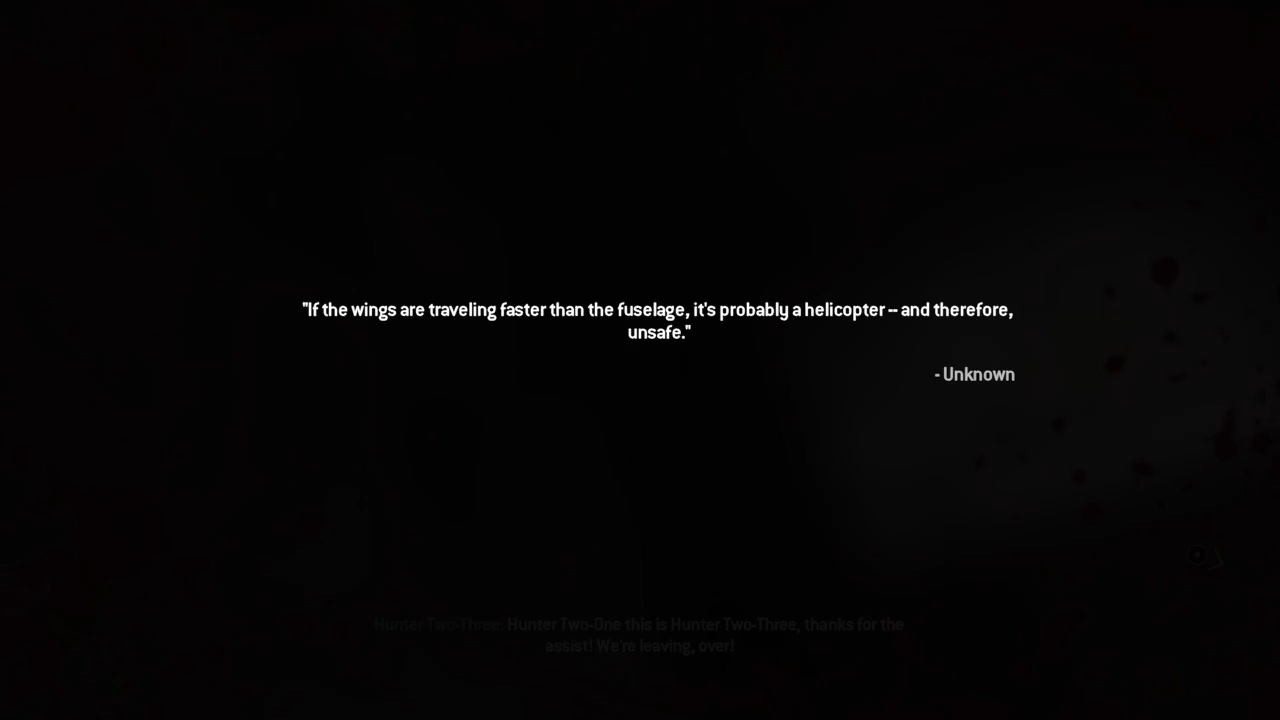 "If the wings are traveling faster than the fuselage, it's probably a helicopter -- and therefore,
unsafe."
- Unknown
Hunter Two-Three: Hunter Two-One this is Hunter Two-Three, thanks for the
assist! We're leaving, over!